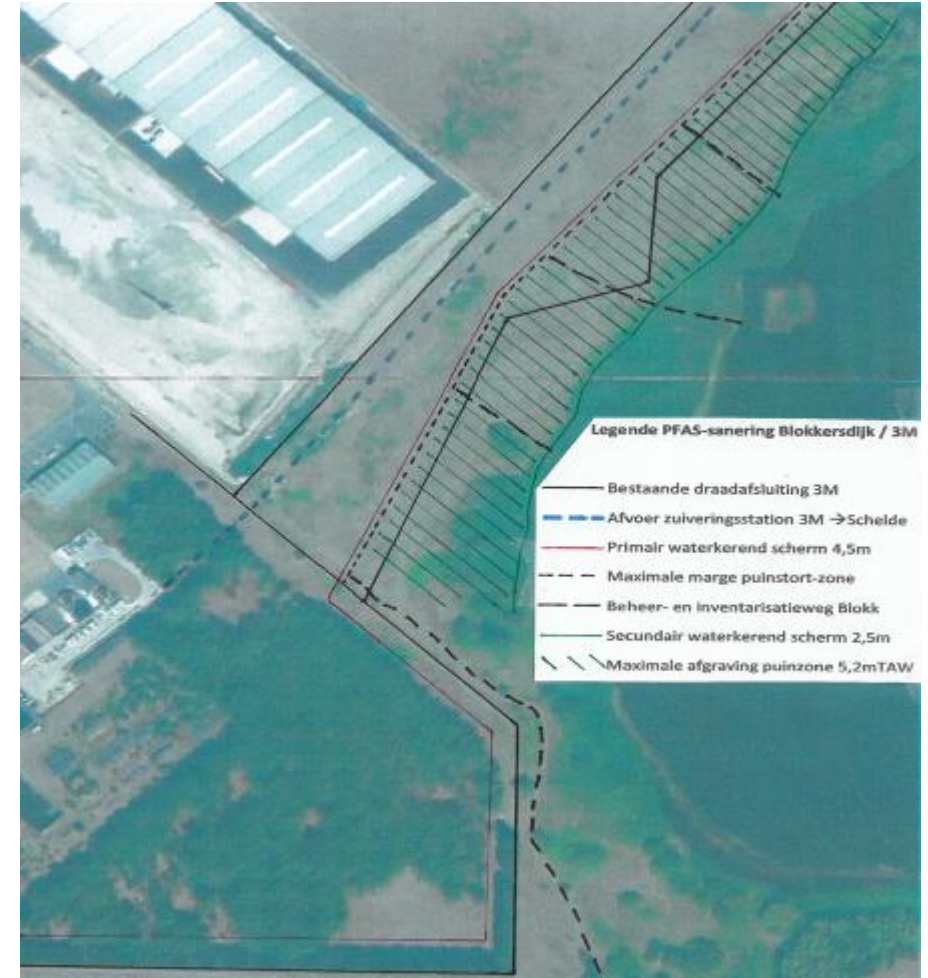 Legende PFAS-sanering Blokkersdijk / 3M
Bestaande draadafsluiting 3M
Afvoer zuiveringsstation 3M →Schelde
Primair waterkerend scherm 4,5m
Maximale marge puinstort-zone
Beheer- en inventarisatieweg Blokk
Secundair waterkerend scherm 2,5m
Maximale afgraving puinzone 5,2mTAW